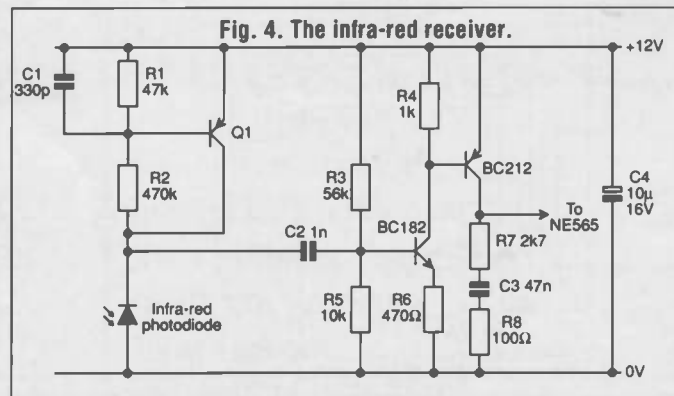 Fig. 4. The infra-red receiver.
+12V
C1
330p
R1
47k
Q1
R2
470k
R3
56k
R4
1k
BC212
C2 1n
BC182
To
NE565
C4
10µ
16V
R7 2k7
C3 47n
R5
10k
R6
470Ω
R8
100Ω
Infra-red
photodiode
0V